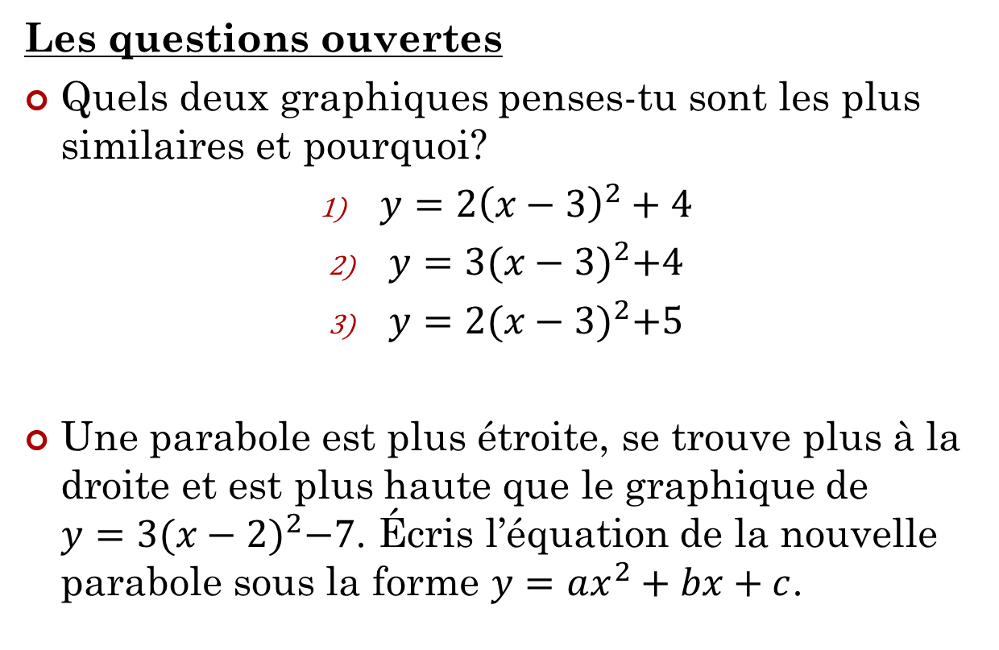 Les questions ouvertes
Quels deux graphiques penses-tu sont les plus
similaires et pourquoi?
1) y = 2(x − 3)² + 4
2) y = 3(x − 3)²+4
3) y = 2(x − 3)²+5
Une parabole est plus étroite, se trouve plus à la
droite et est plus haute que le graphique de
y = 3(x − 2)²−7. Écris l’équation de la nouvelle
parabole sous la forme y = ax² + bx + c.